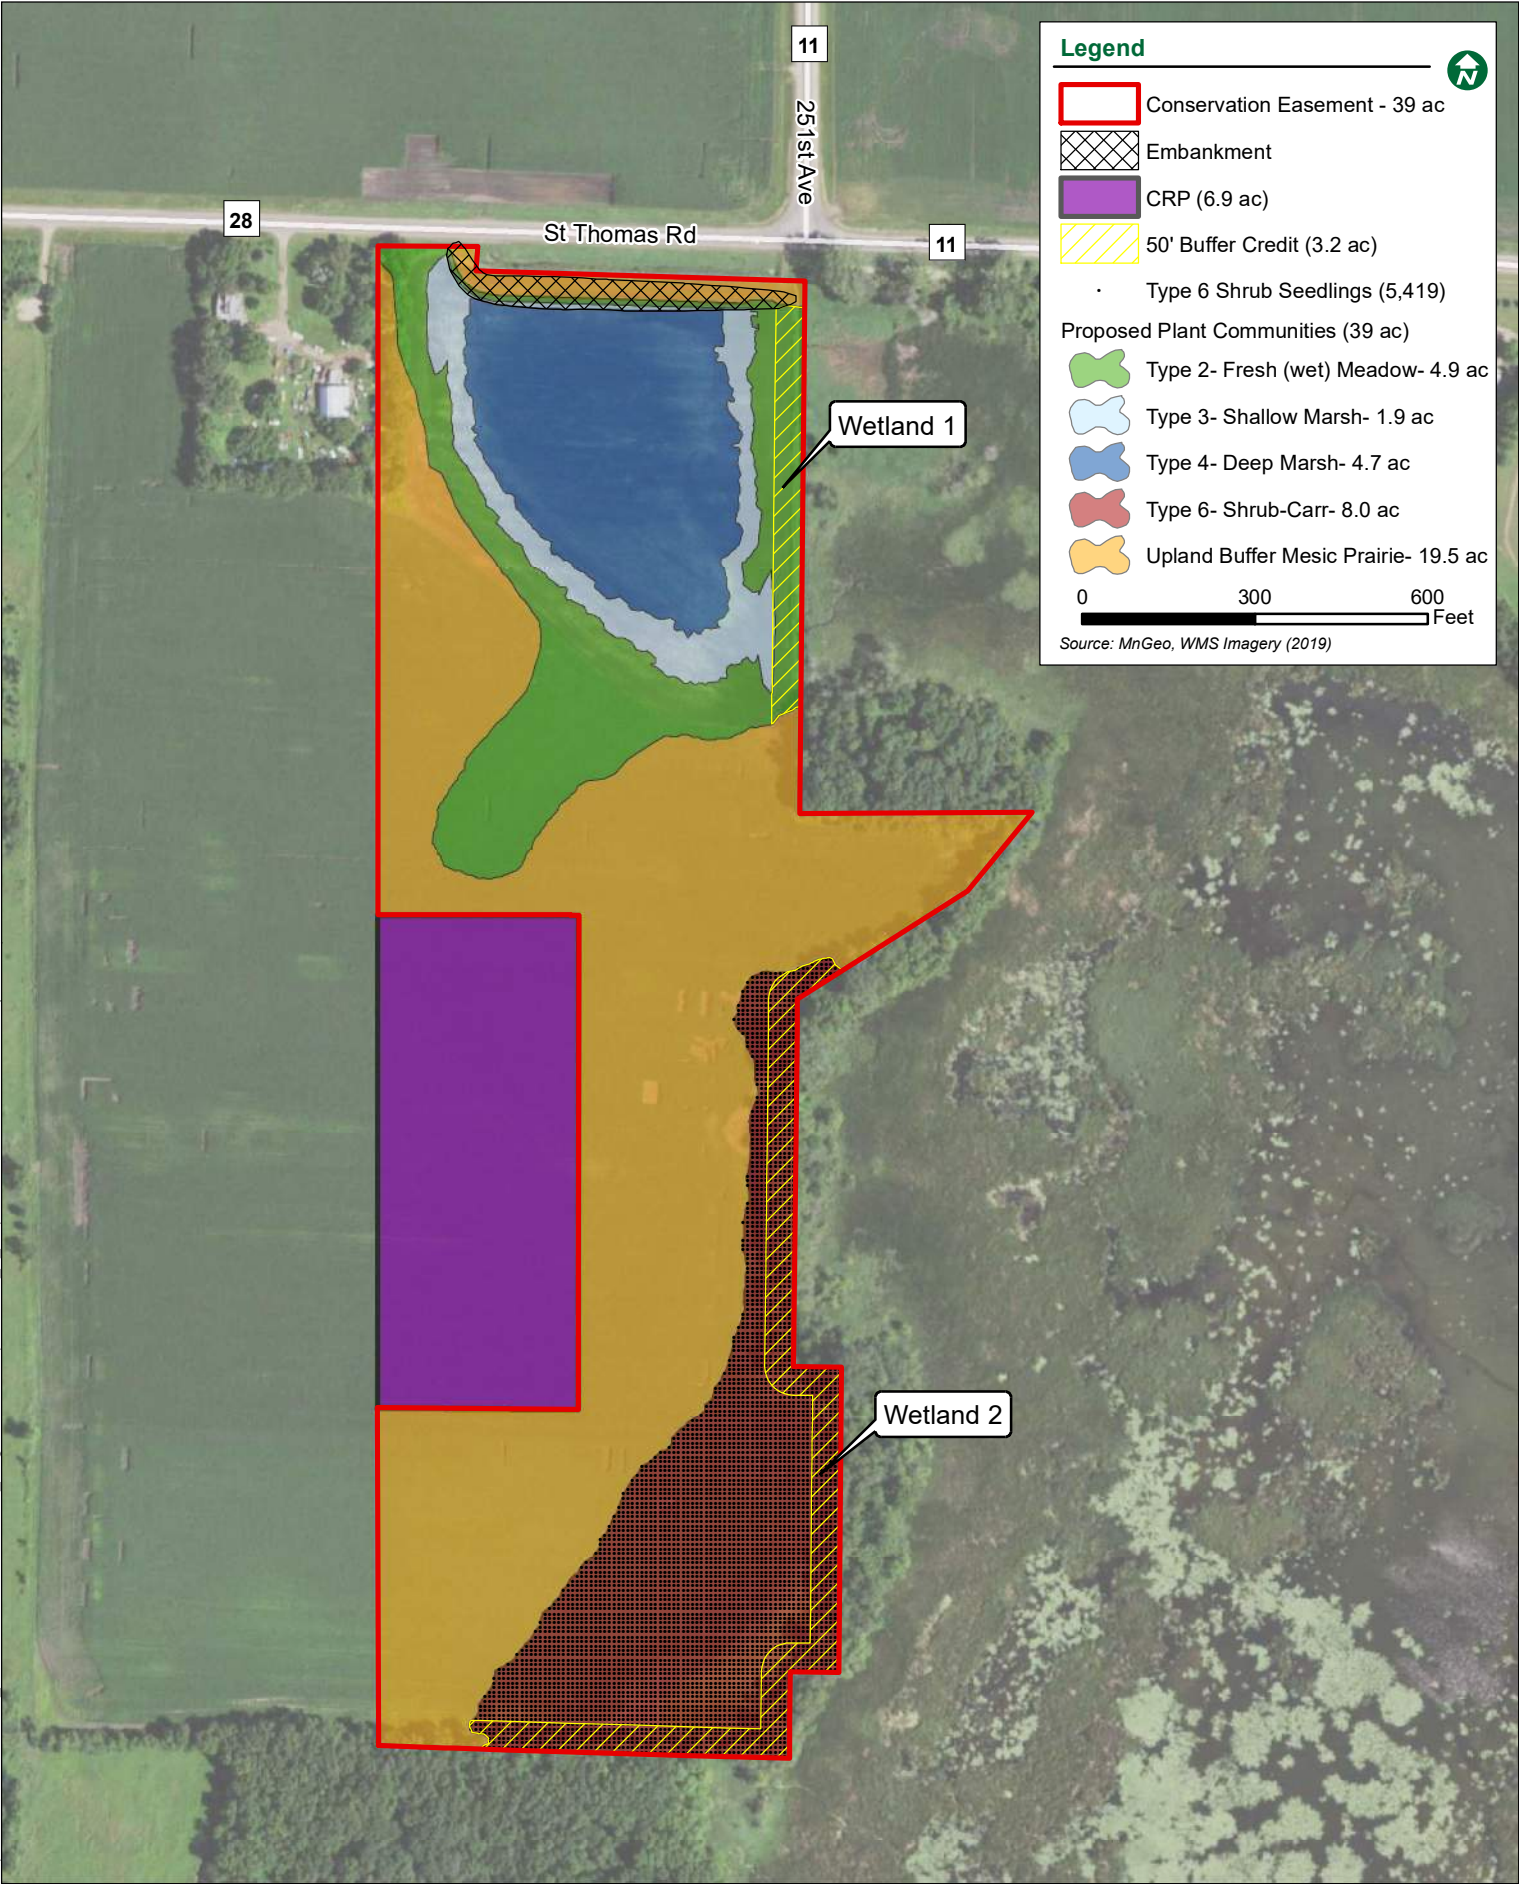 11
251st Ave
28
St Thomas Rd
11
Wetland 1
Wetland 2
Legend
N
Conservation Easement - 39 ac
Embankment
CRP (6.9 ac)
50' Buffer Credit (3.2 ac)
Type 6 Shrub Seedlings (5,419)
Proposed Plant Communities (39 ac)
Type 2- Fresh (wet) Meadow- 4.9 ac
Type 3- Shallow Marsh- 1.9 ac
Type 4- Deep Marsh- 4.7 ac
Type 6- Shrub-Carr- 8.0 ac
Upland Buffer Mesic Prairie- 19.5 ac
0 300 600
Feet
Source: MnGeo, WMS Imagery (2019)